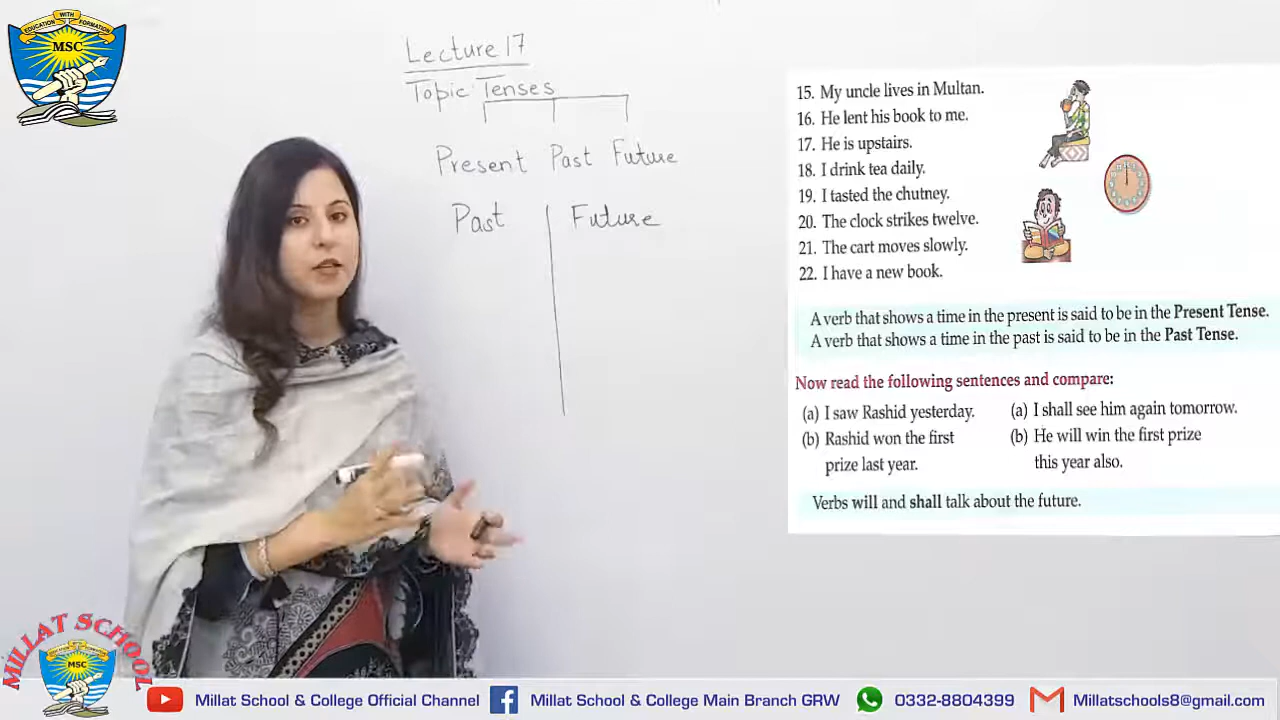 EDUCATION WITH FORMATION
MSC
Lecture 17
Topic: Tenses
Present Past Future
Past Future
15. My uncle lives in Multan.
16. He lent his book to me.
17. He is upstairs.
18. I drink tea daily.
19. I tasted the chutney.
20. The clock strikes twelve.
21. The cart moves slowly.
22. I have a new book.
A verb that shows a time in the present is said to be in the Present Tense.
A verb that shows a time in the past is said to be in the Past Tense.
Now read the following sentences and compare:
(a) I saw Rashid yesterday. (a) I shall see him again tomorrow.
(b) Rashid won the first (b) He will win the first prize
prize last year. this year also.
Verbs will and shall talk about the future.
MILLAT SCHOOL
MSC
Millat School & College Official Channel Millat School & College Main Branch GRW 0332-8804399 Millatschools8@gmail.com